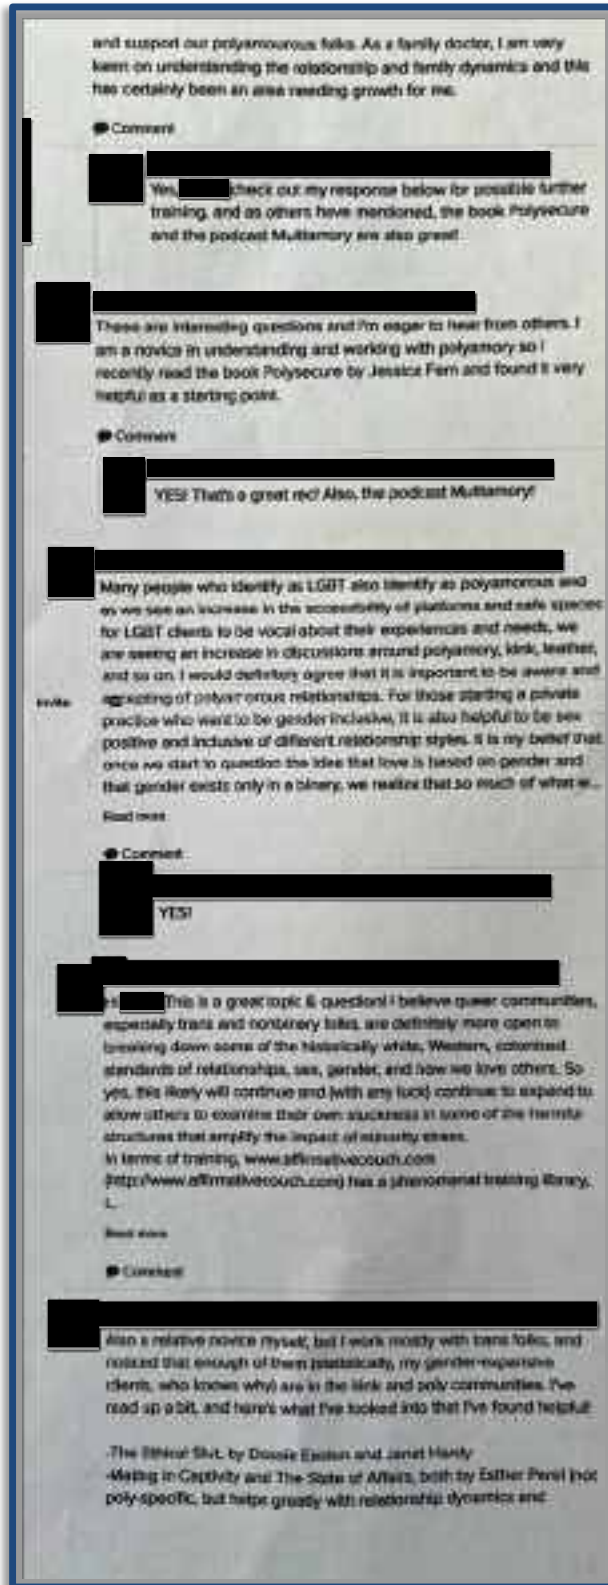 and support our polyamourous folks. As a family doctor, I am very
keen on understanding the relationship and family dynamics and this
has certainly been an area needing growth for me.
Comment
Yes, check out my response below for possible further
training, and as others have mentioned, the book Polysecure
and the podcast Multiamory are also great!
These are interesting questions and I'm eager to hear from others. I
am a novice in understanding and working with polyamory so I
recently read the book Polysecure by Jessica Fern and found it very
helpful as a starting point.
Comment
YES! That's a great rec! Also, the podcast Multiamory!
Many people who identify as LGBT also identify as polyamorous and
as we see an increase in the accessibility of platforms and safe spaces
for LGBT clients to be vocal about their experiences and needs, we
are seeing an increase in discussions around polyamory, kink, leather,
and so on. I would definitely agree that it is important to be aware and
Invite
of polyamorous relationships. For those starting a private
practice who want to be gender inclusive, it is also helpful to be sex
positive and inclusive of different relationship styles. It is my belief that
once we start to question the idea that love is based on gender and
that gender exists only in a binary, we realize that so much of what w...
Read more
Comment
YES!
Hi This is a great topic & question! I believe queer communities,
especially trans and nonbinary folks, are definitely more open to
breaking down some of the historically white, Western, colonized
standards of relationships, sex, gender, and how we love others. So
yes, this likely will continue and (with any luck) continue to expand to
allow others to examine their own stuckness in some of the harmful
structures that amplify the impact of minority stress.
In terms of training, www.affirmativecouch.com
(http://www.affirmativecouch.com) has a phenomenal training library,
Read more
Comment
Also a relative novice myself, but I work mostly with trans folks, and
noticed that enough of them (statistically, my gender-expansive
clients, who knows why) are in the kink and poly communities. I've
read up a bit, and here's what I've looked into that I've found helpful:
-The Ethical Slut, by Dossie Easton and Janet Hardy
-Mating in Captivity and The State of Affairs, both by Esther Perel (not
poly-specific, but helps greatly with relationship dynamics and